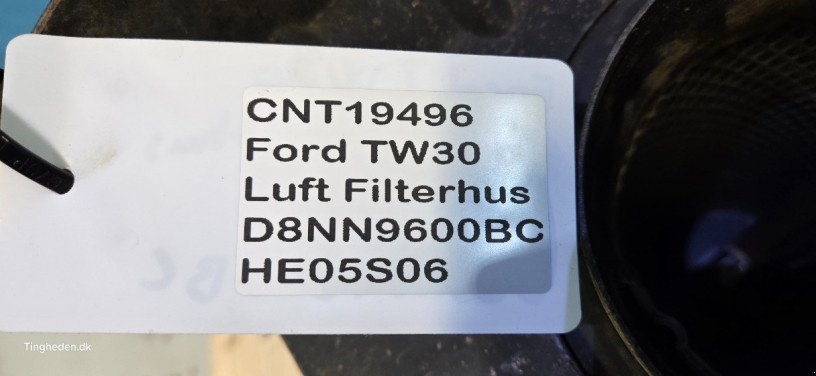 CNT19496
Ford TW30
Luft Filterhus
D8NN9600BC
HE05S06
Tingheden.dk